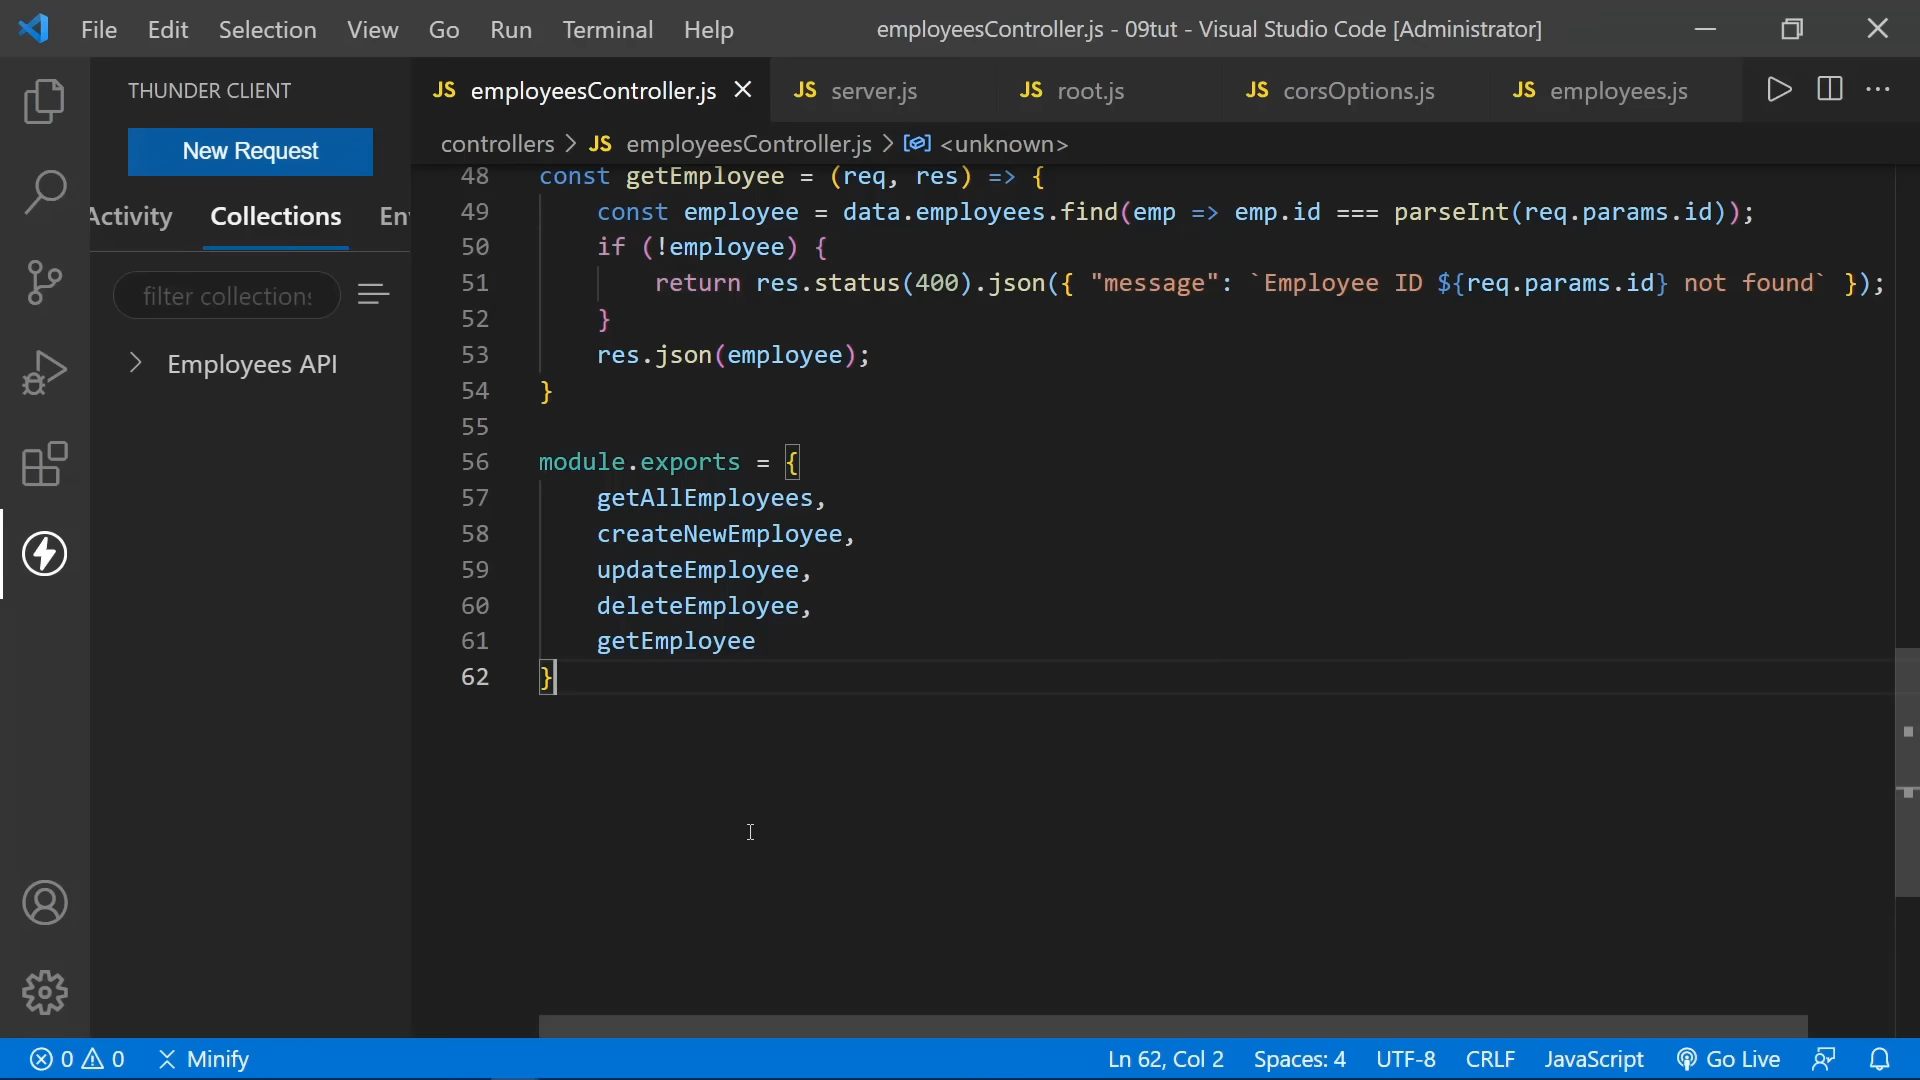 File Edit Selection View Go Run Terminal Help employeesController.js - 09tut - Visual Studio Code [Administrator]
THUNDER CLIENT
New Request
Activity Collections En
filter collections
Employees API
JS employeesController.js JS server.js JS root.js JS corsOptions.js JS employees.js
controllers > JS employeesController.js > <unknown>
48 const getEmployee = (req, res) => {
49 const employee = data.employees.find(emp => emp.id === parseInt(req.params.id));
50 if (!employee) {
51 return res.status(400).json({ "message": `Employee ID ${req.params.id} not found` });
52 }
53 res.json(employee);
54 }
55
56 module.exports = {
57 getAllEmployees,
58 createNewEmployee,
59 updateEmployee,
60 deleteEmployee,
61 getEmployee
62 }
0 0 Minify Ln 62, Col 2 Spaces: 4 UTF-8 CRLF JavaScript Go Live